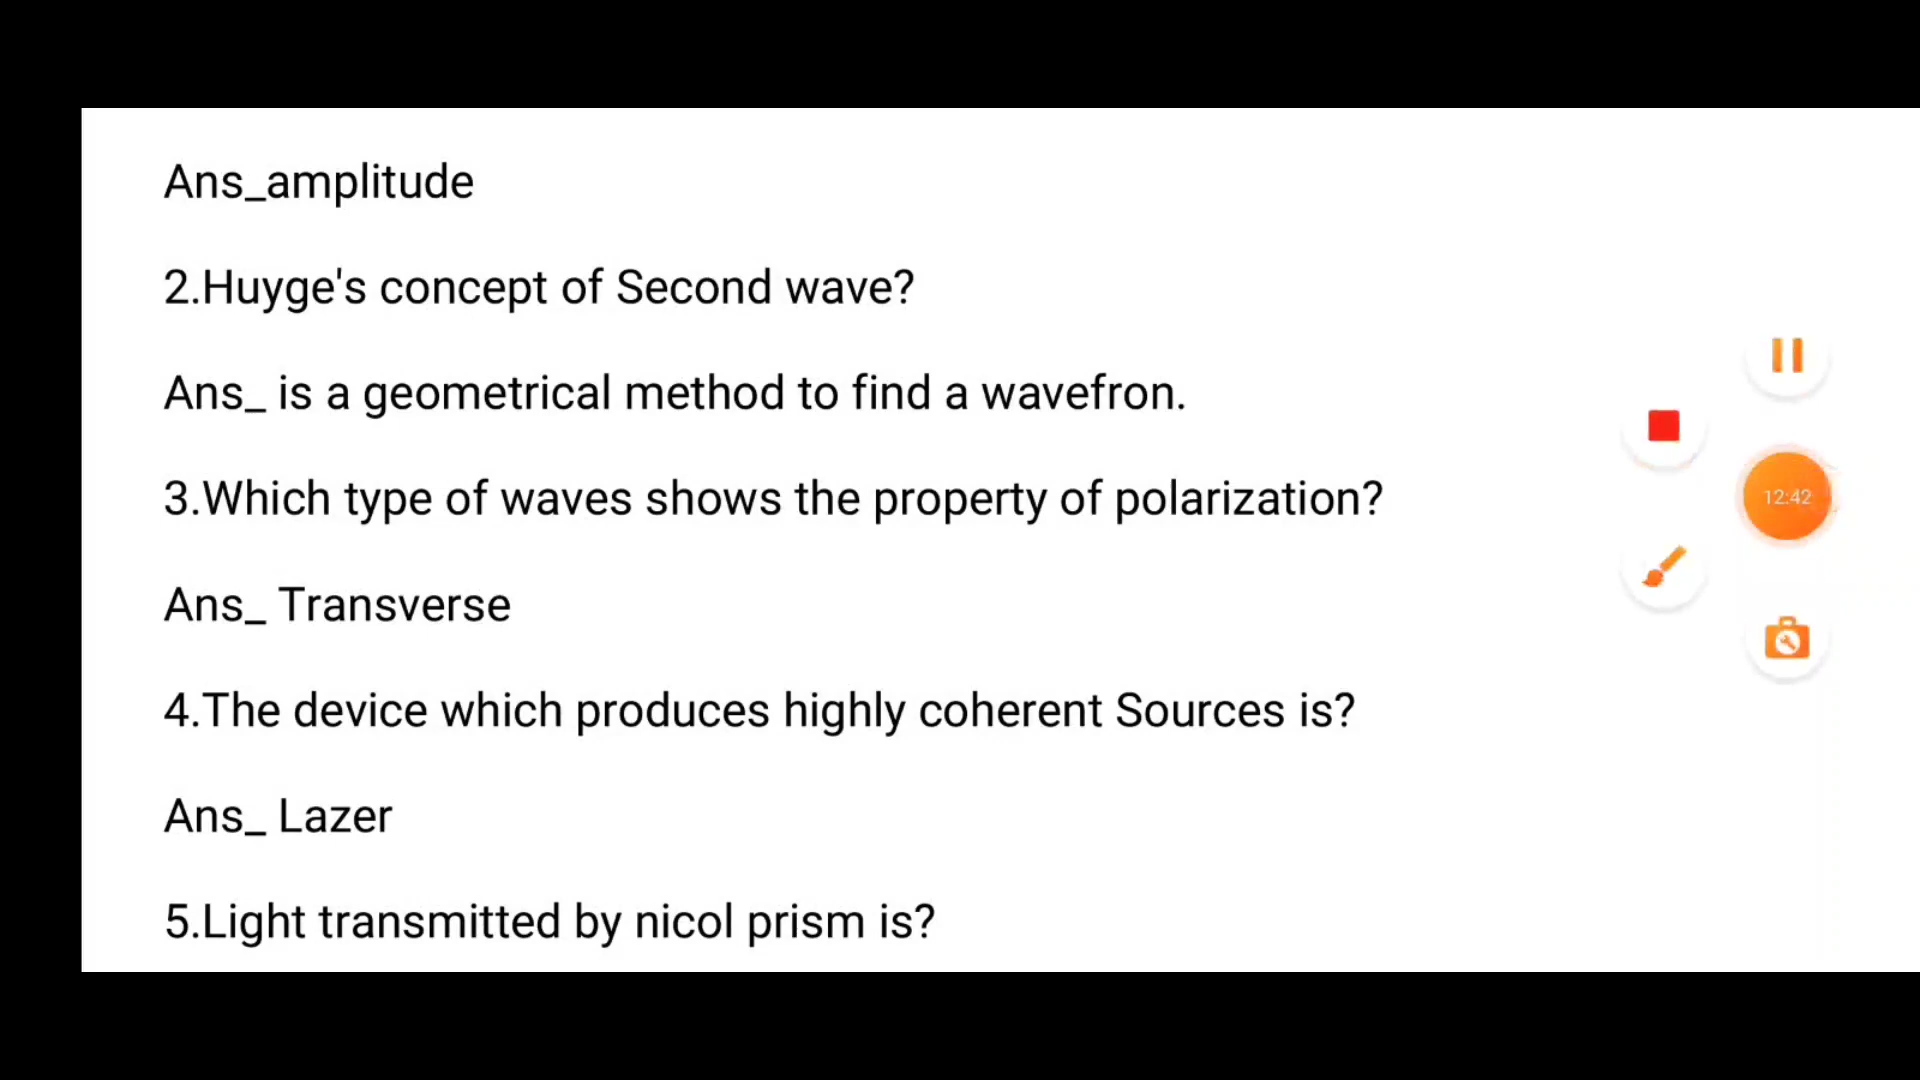 Ans_amplitude
2.Huyge's concept of Second wave?
Ans_ is a geometrical method to find a wavefron.
3.Which type of waves shows the property of polarization?
12:42
Ans_ Transverse
4.The device which produces highly coherent Sources is?
Ans_ Lazer
5.Light transmitted by nicol prism is?